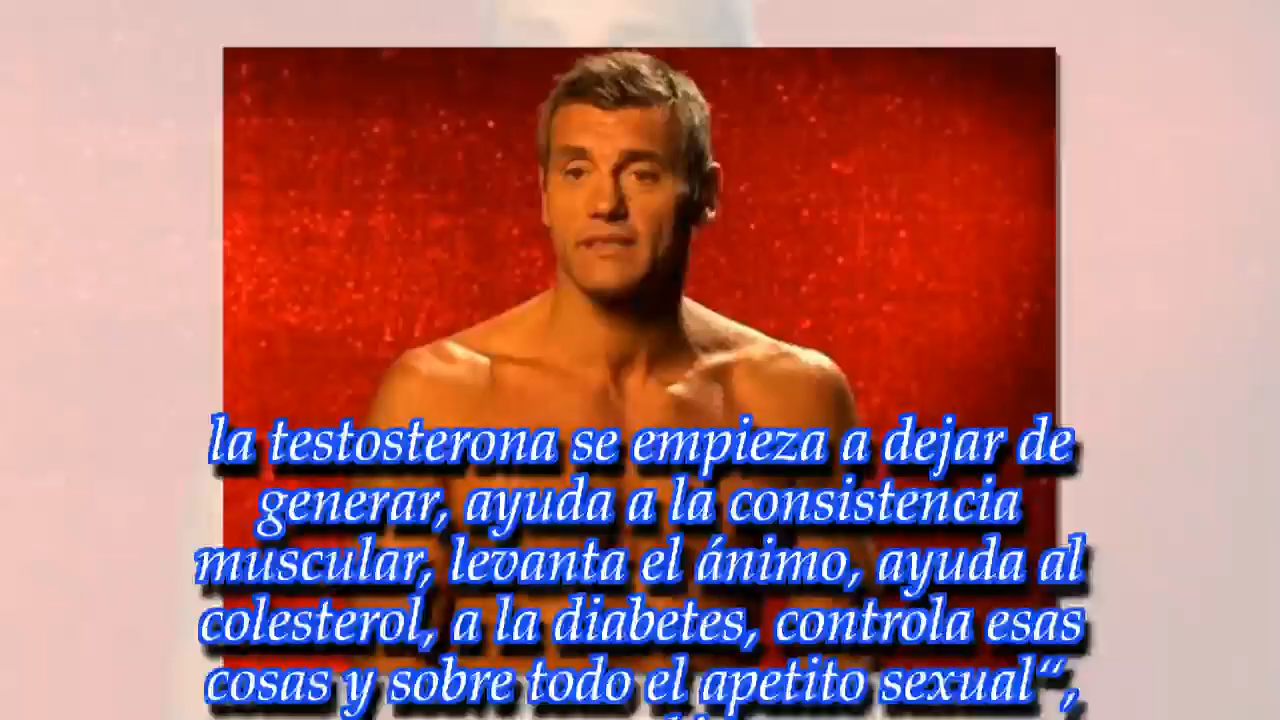 la testosterona se empieza a dejar de
generar, ayuda a la consistencia
muscular, levanta el ánimo, ayuda al
colesterol, a la diabetes, controla esas
cosas y sobre todo el apetito sexual“,